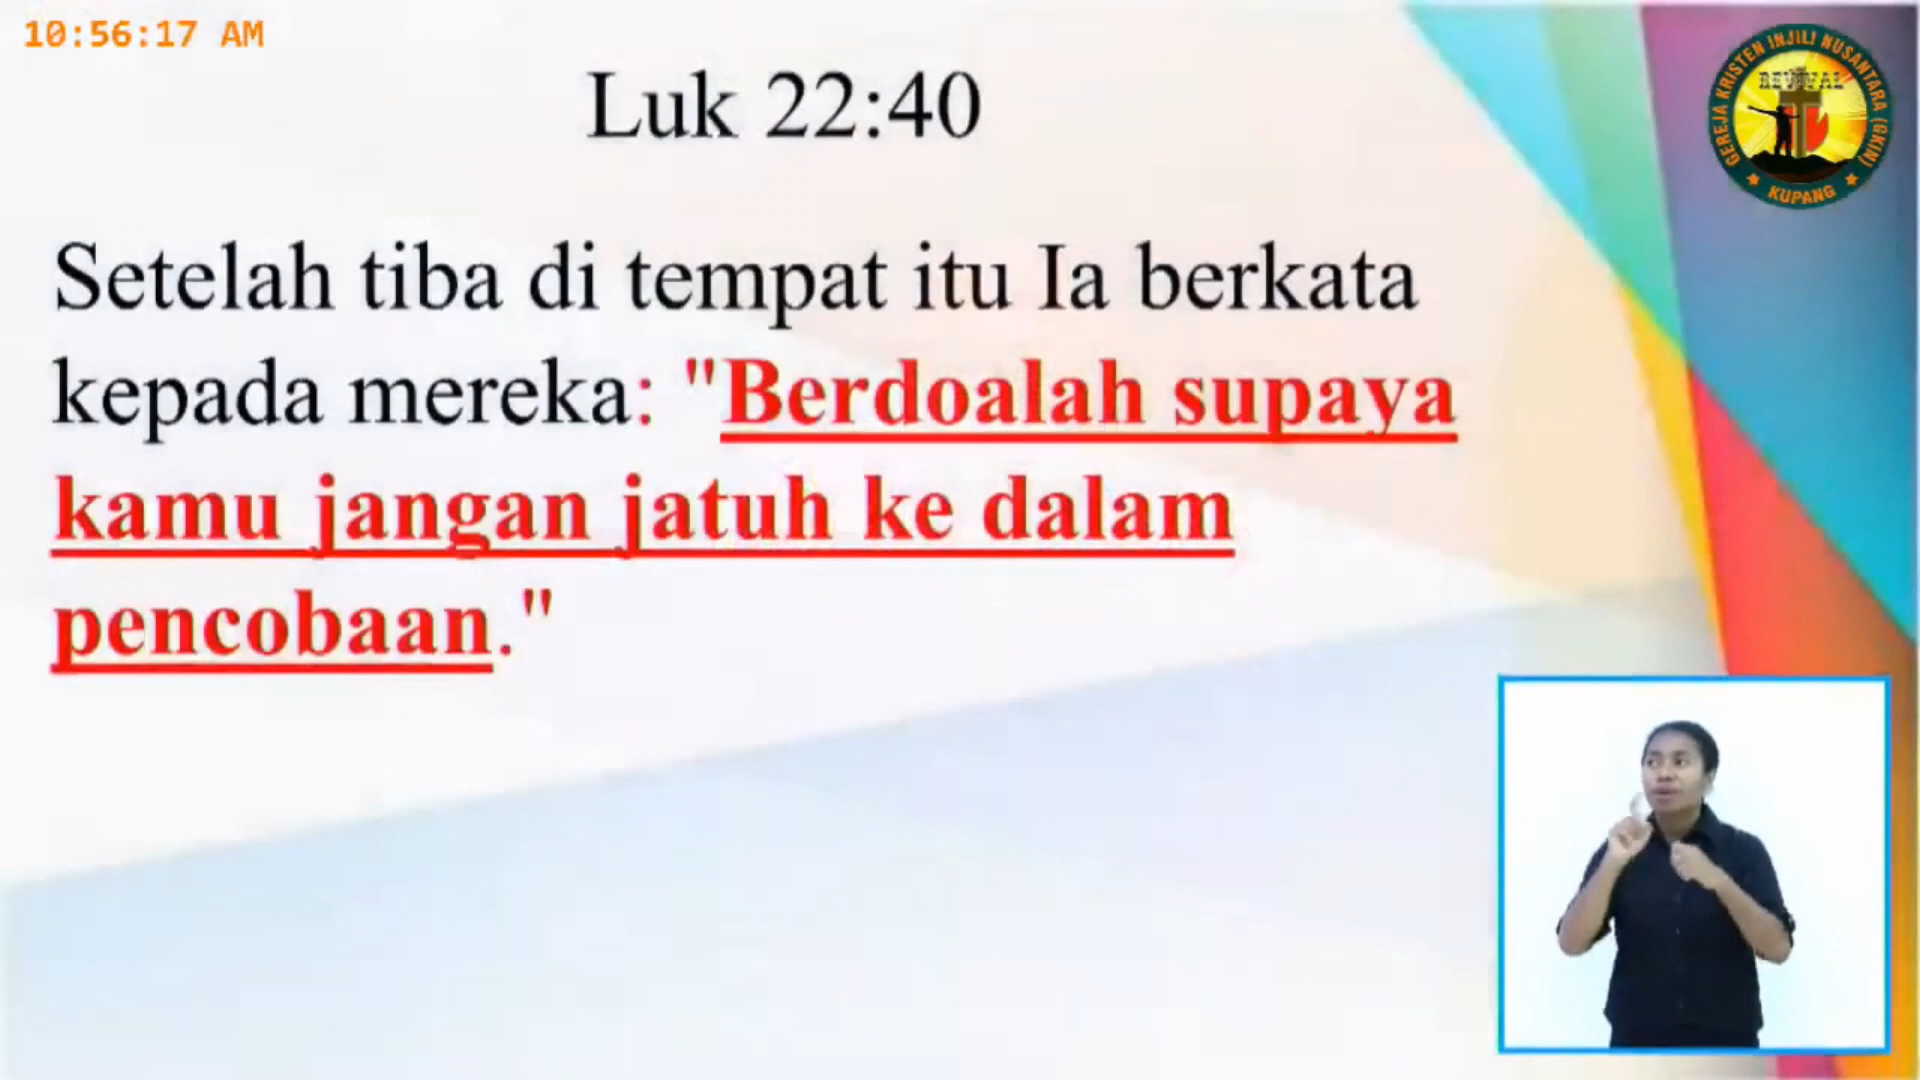 10:56:17 AM
Luk 22:40
GEREJA KRISTEN INJILI NUSANTARA (GKIN)
REVIVAL
KUPANG
Setelah tiba di tempat itu Ia berkata
kepada mereka: "Berdoalah supaya
kamu jangan jatuh ke dalam
pencobaan."